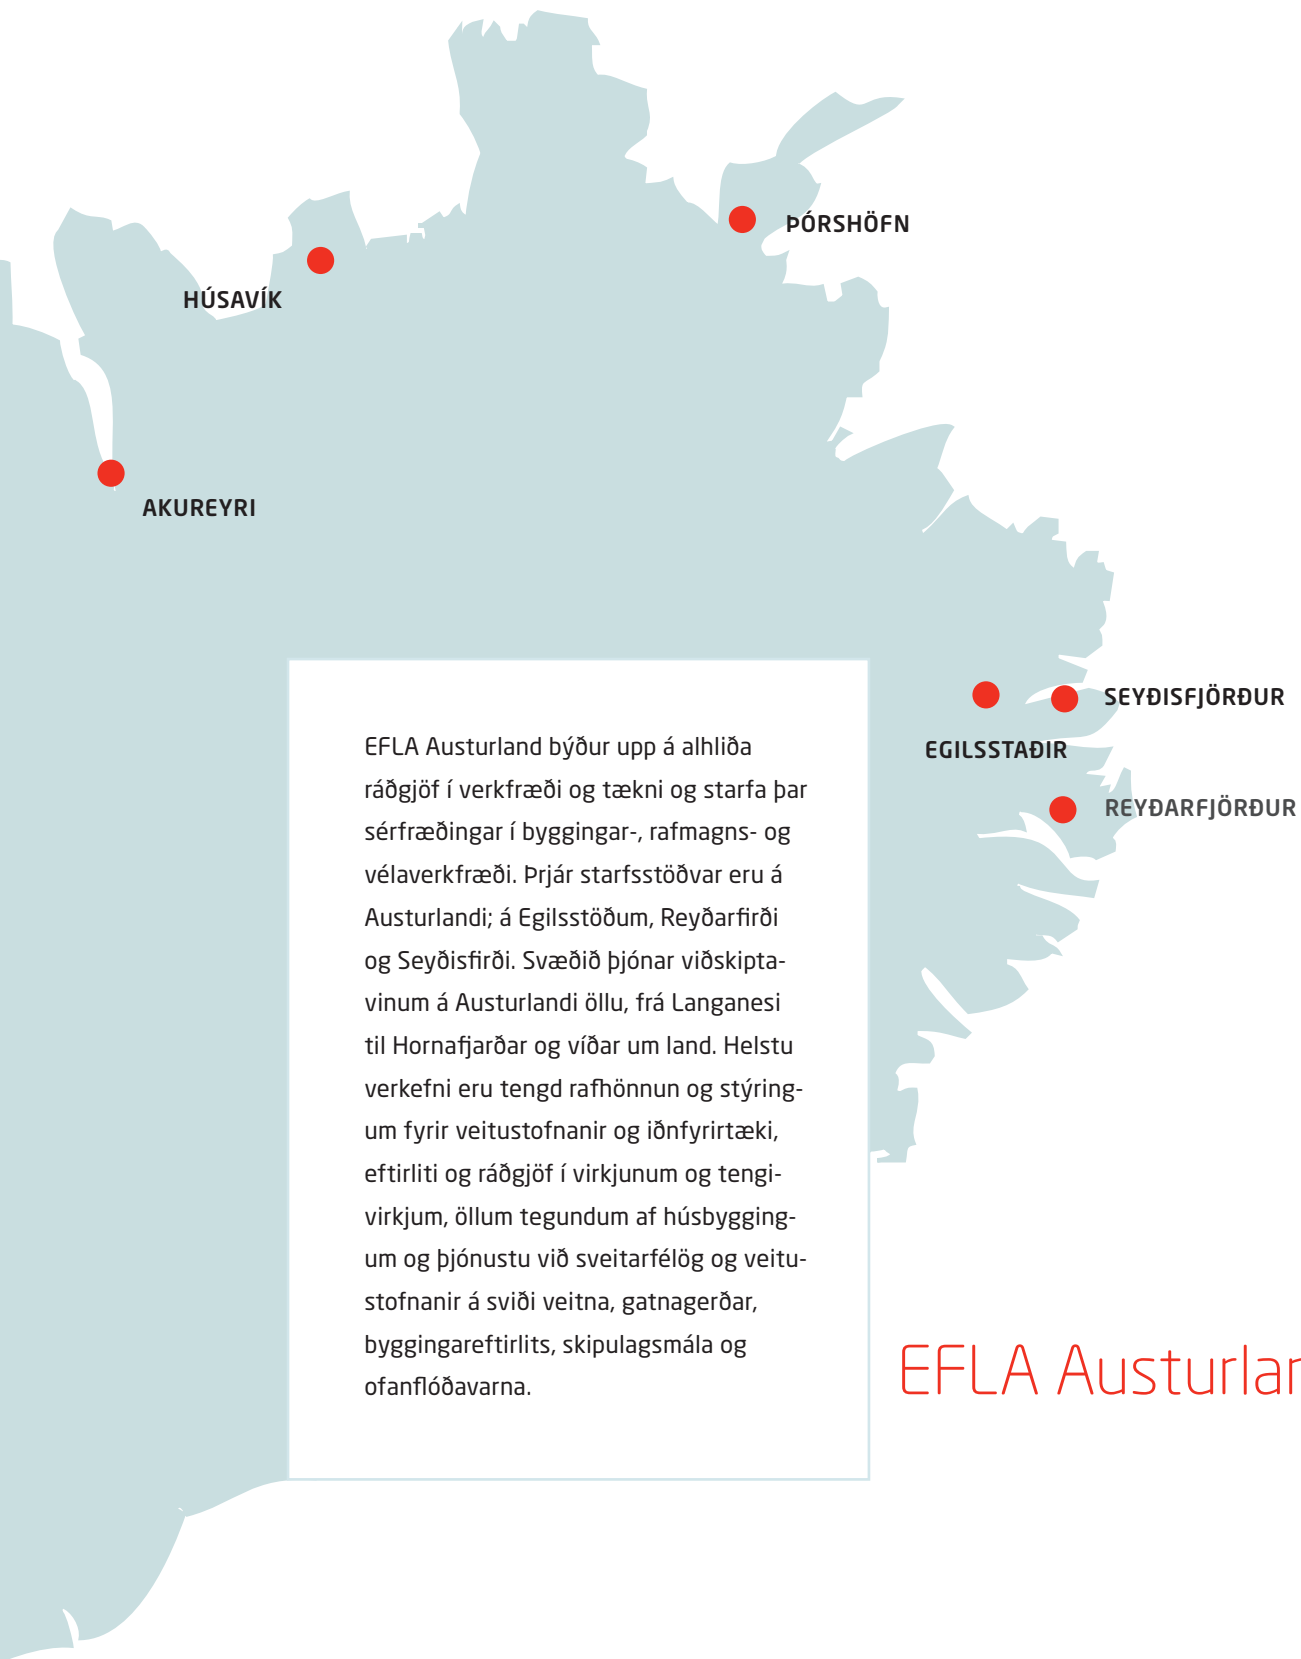 ÞÓRSHÖFN
HÚSAVÍK
AKUREYRI
SEYÐISFJÖRÐUR
EGILSSTAÐIR
REYÐARFJÖRÐUR
EFLA Austurland býður upp á alhliða
ráðgjöf í verkfræði og tækni og starfa þar
sérfræðingar í byggingar-, rafmagns- og
vélaverkfræði. Þrjár starfsstöðvar eru á
Austurlandi; á Egilsstöðum, Reyðarfirði
og Seyðisfirði. Svæðið þjónar viðskipta-
vinum á Austurlandi öllu, frá Langanesi
til Hornafjarðar og víðar um land. Helstu
verkefni eru tengd rafhönnun og stýring-
um fyrir veitustofnanir og iðnfyrirtæki,
eftirliti og ráðgjöf í virkjunum og tengi-
virkjum, öllum tegundum af húsbygging-
um og þjónustu við sveitarfélög og veitu-
stofnanir á sviði veitna, gatnagerðar,
byggingareftirlits, skipulagsmála og
ofanflóðavarna.
EFLA Austurlan